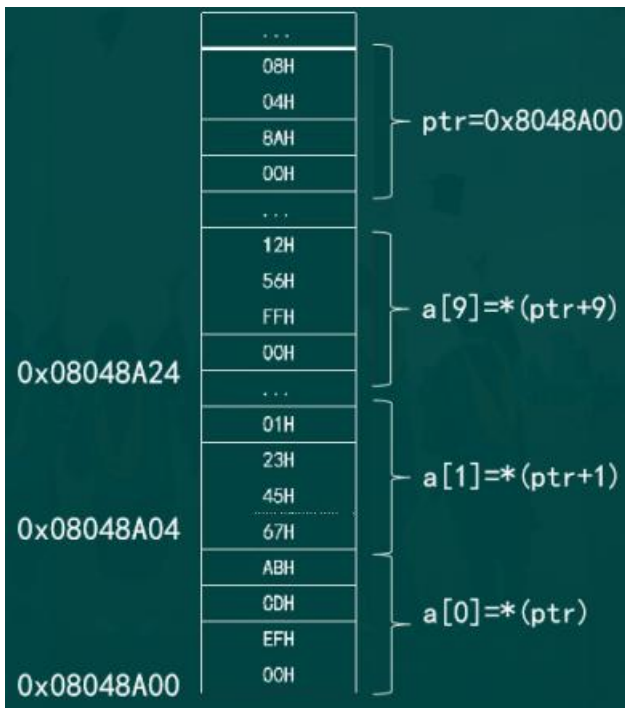 ...
08H
04H
8AH
00H
ptr=0x8048A00
...
12H
56H
FFH
00H
a[9]=*(ptr+9)
0x08048A24
...
01H
23H
45H
67H
a[1]=*(ptr+1)
0x08048A04
ABH
CDH
EFH
00H
a[0]=*(ptr)
0x08048A00